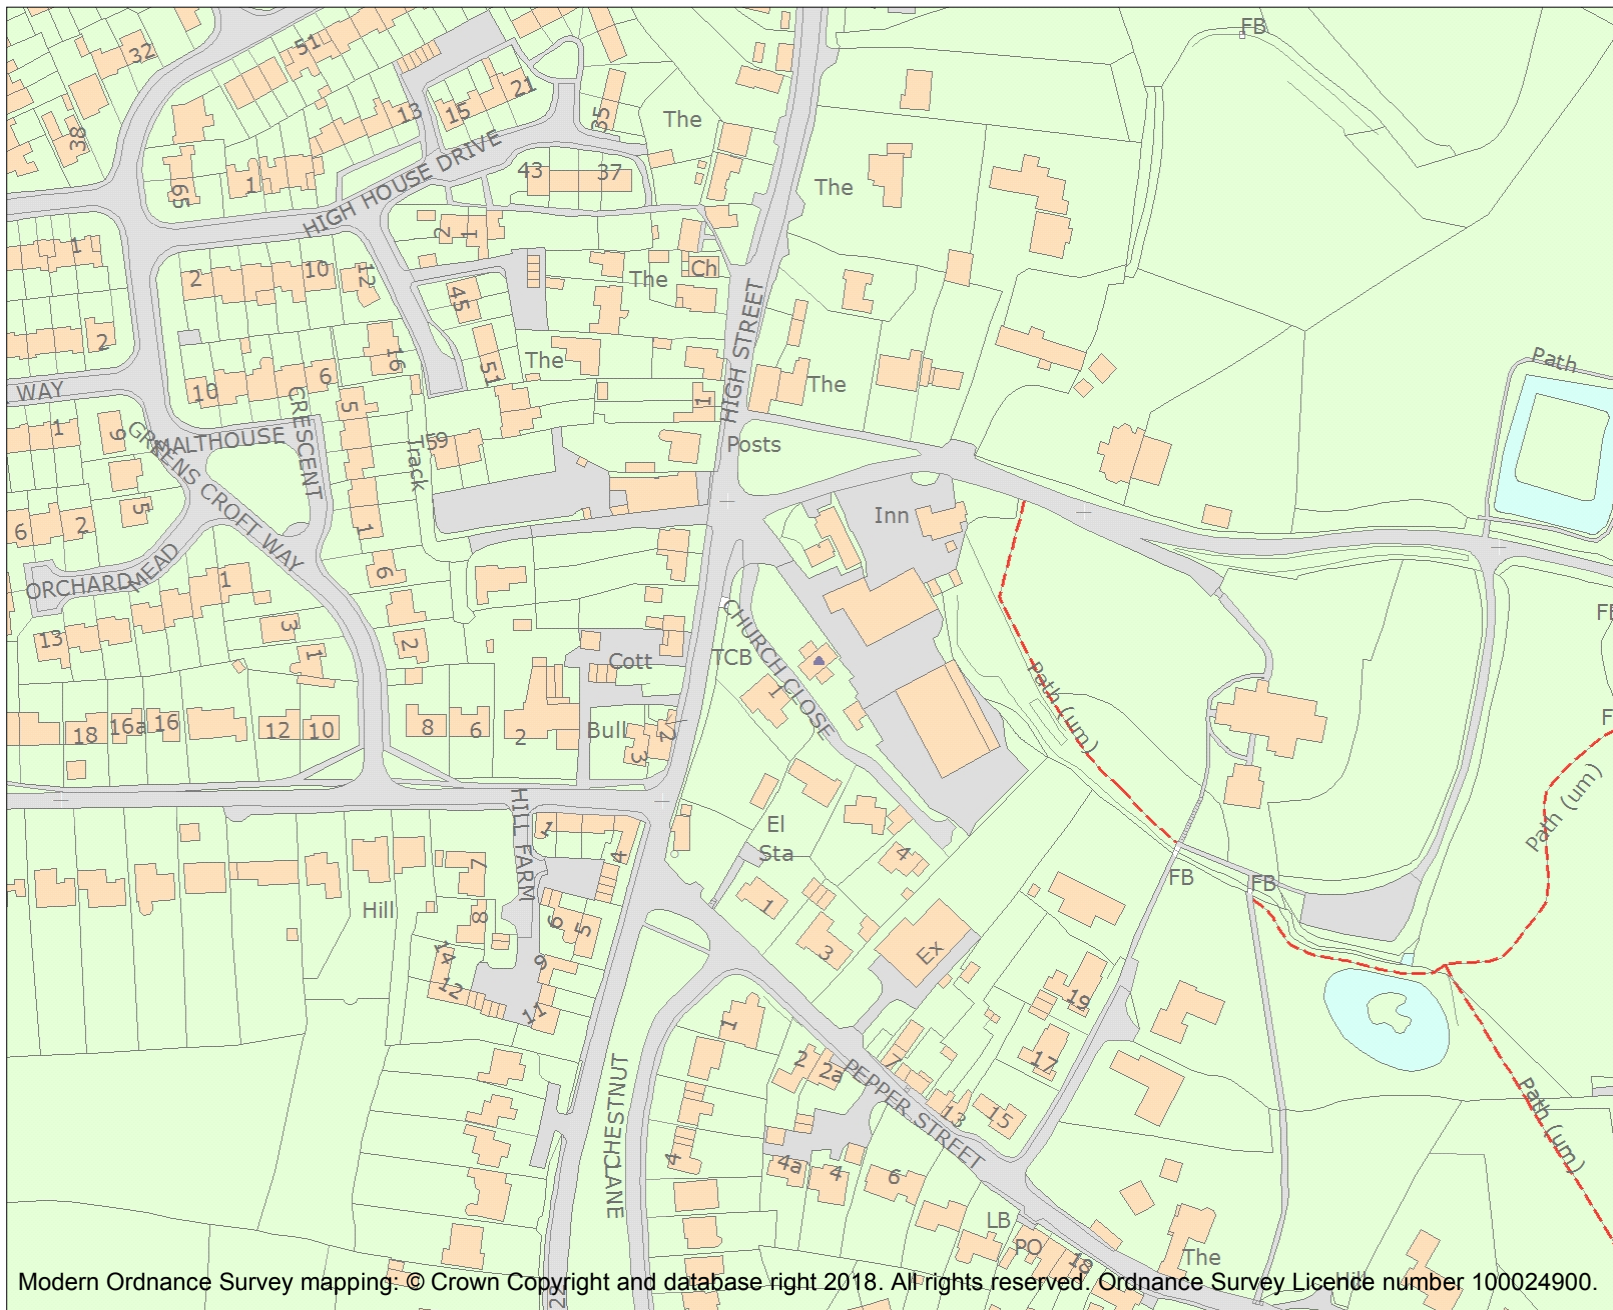 FB
51
32
38
13
15
21
35
The
65
1
HIGH HOUSE DRIVE
43
37
The
2
1
1
2
10
12
45
The
Ch
2
16
The
51
HIGH STREET
The
Path
WAY
10
6
5
CRESCENT
1
1
9
MALTHOUSE
GREENS CROFT WAY
Track
59
Posts
6
2
5
1
Inn
ORCHARD MEAD
1
6
13
3
1
2
Cott
TCB
CHURCH CLOSE
1
Path (um)
18
16a
16
12
10
8
6
2
Bull
3
2
Path (um)
HILL FARM
1
4
El
Sta
4
7
Hill
8
6
5
1
3
Ex
FB
FB
14
12
9
11
19
17
1
2
2a
7
PEPPER STREET
13
15
CHESTNUT LANE
4
4a
4
6
Path (um)
LB
PO
18
The
Hill
Modern Ordnance Survey mapping: © Crown Copyright and database right 2018. All rights reserved. Ordnance Survey Licence number 100024900.